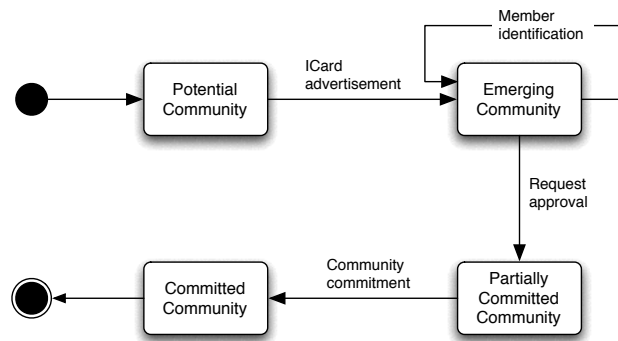 Member
identification
ICard
advertisement
Potential
Community
Emerging
Community
Request
approval
Community
commitment
Committed
Community
Partially
Committed
Community